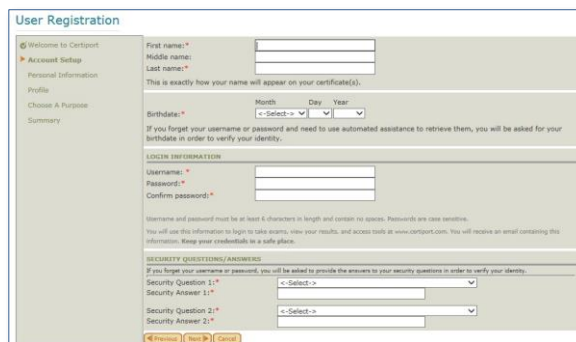 User Registration
Welcome to Certiport
Account Setup
Personal Information
Profile
Choose A Purpose
Summary
First name:*
Middle name:
Last name:*
This is exactly how your name will appear on your certificate(s).
Month Day Year
Birthdate:* <-Select->
If you forget your username or password and need to use automated assistance to retrieve them, you will be asked for your
birthdate in order to verify your identity.
LOGIN INFORMATION
Username: *
Password:*
Confirm password:*
Username and password must be at least 6 characters in length and contain no spaces. Passwords are case sensitive.
You will use this information to login to take exams, view your results, and access tools at www.certiport.com. You will receive an email containing this
information. Keep your credentials in a safe place.
SECURITY QUESTIONS/ANSWERS
If you forget your username or password, you will be asked to provide the answers to your security questions in order to verify your identity.
Security Question 1:* <-Select->
Security Answer 1:*
Security Question 2:* <-Select->
Security Answer 2:*
Previous Next Cancel